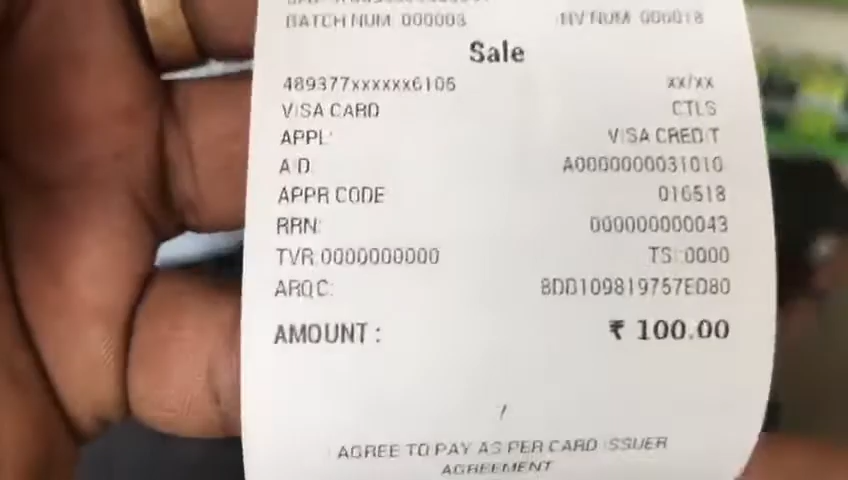 BATCH NUM 000003 INV NUM 000018
Sale
489377xxxxxx6105 xx/xx
VISA CARD CTLS
APPL: VISA CREDIT
AID A0000000031010
APPR CODE 016518
RRN: 000000000043
TVR:0000000000 TSI:0000
ARQC: 8DD109819757ED80
AMOUNT : ₹ 100.00
I AGREE TO PAY AS PER CARD ISSUER
AGREEMENT